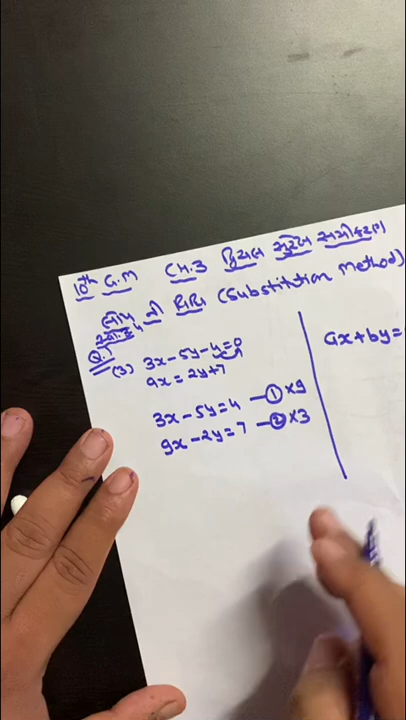 10th G.M CH.3 દ્વિચલ સુરેખ સમીકરણ
લોપ ની રીત (Substitution Method)
Q.1
(3) 3x-5y-4=0
9x=2y+7
3x-5y=4 —① ×9
9x-2y=7 —② ×3
ax+by=